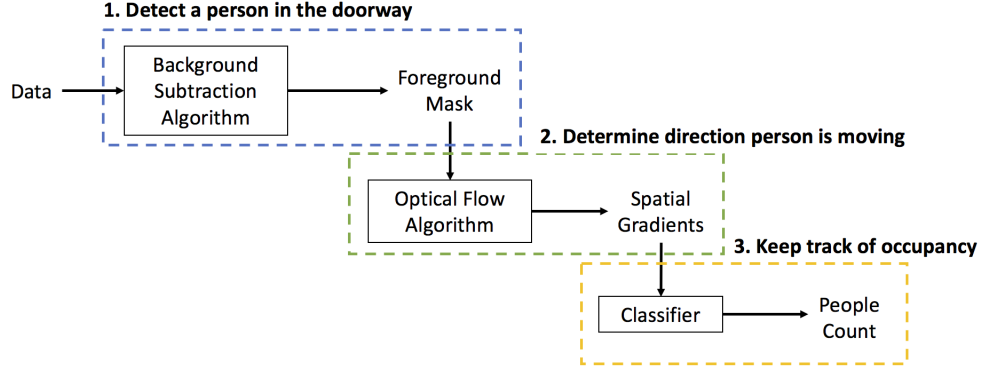 1. Detect a person in the doorway
Data
Background
Subtraction
Algorithm
Foreground
Mask
2. Determine direction person is moving
Optical Flow
Algorithm
Spatial
Gradients
3. Keep track of occupancy
Classifier
People
Count